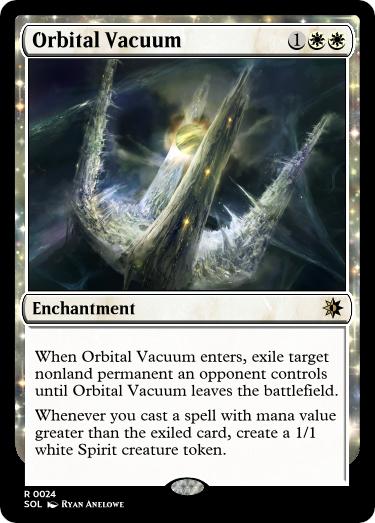 Orbital Vacuum 1
Enchantment
When Orbital Vacuum enters, exile target
nonland permanent an opponent controls
until Orbital Vacuum leaves the battlefield.
Whenever you cast a spell with mana value
greater than the exiled card, create a 1/1
white Spirit creature token.
R 0024
SOL Ryan Anelowe